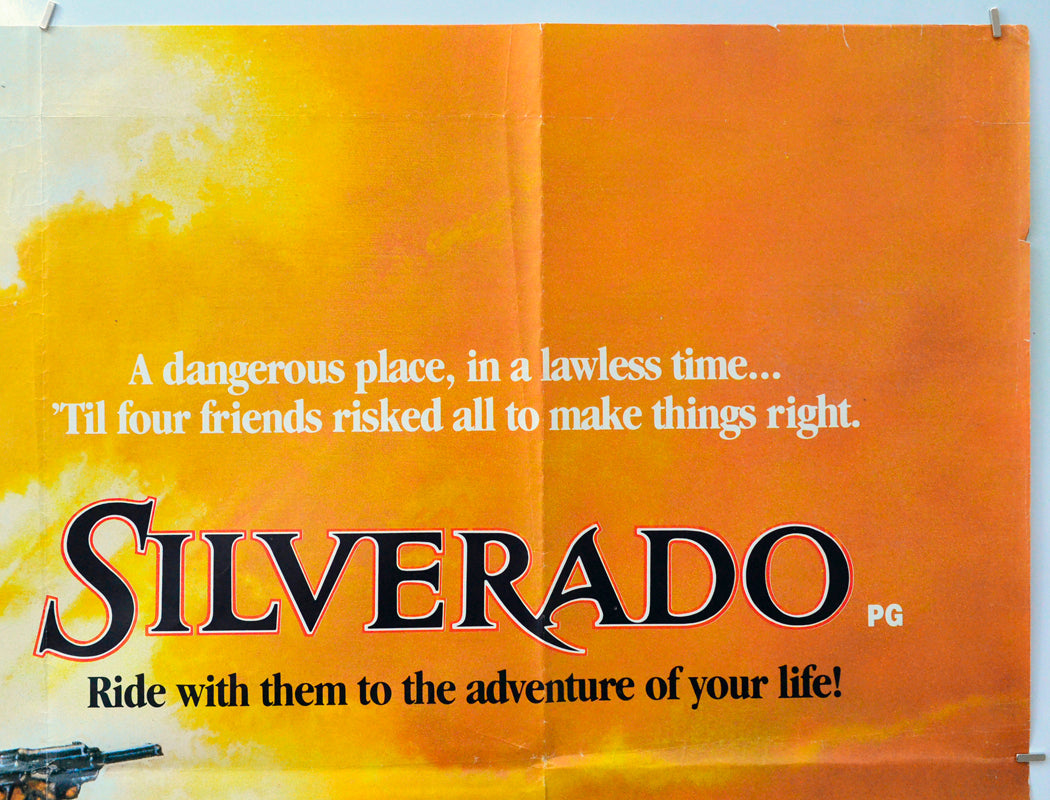 A dangerous place, in a lawless time...
’Til four friends risked all to make things right.
SILVERADO
PG
Ride with them to the adventure of your life!